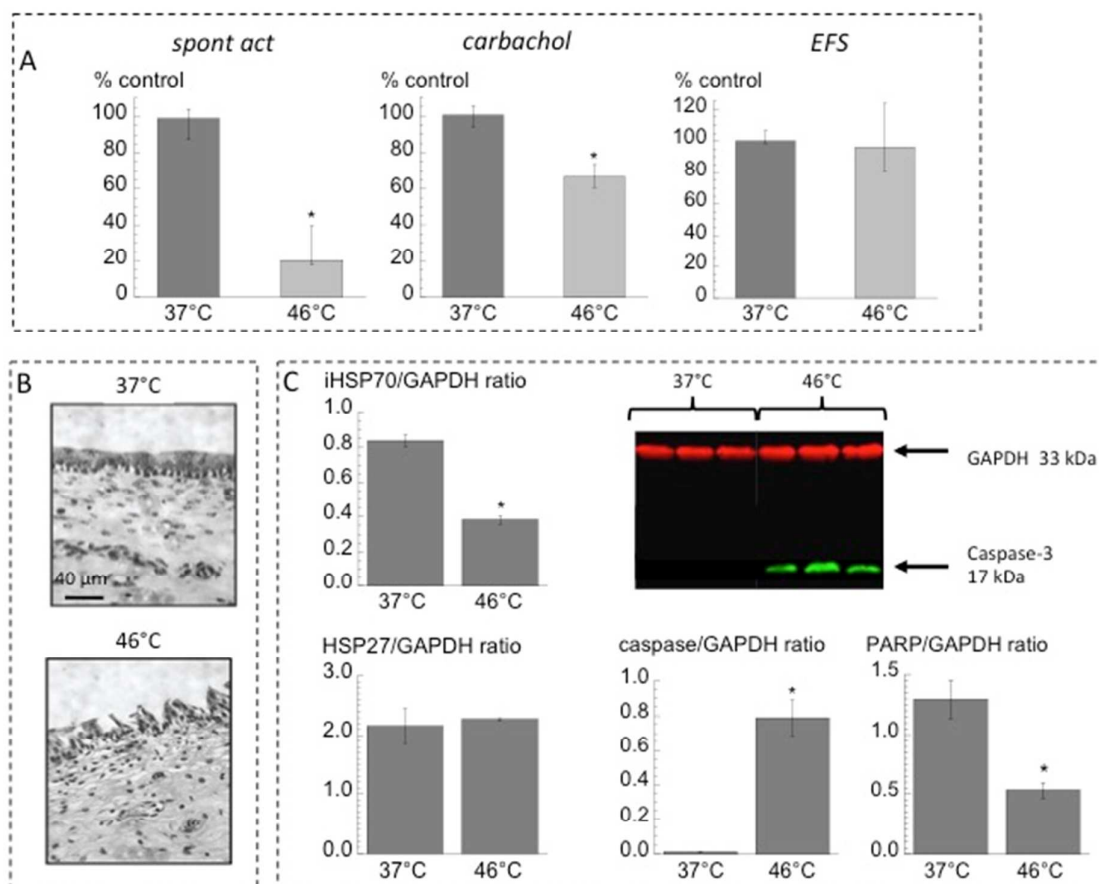 A
spont act
% control
100
80
60
40
20
0
*
37°C 46°C
carbachol
% control
100
80
60
40
20
0
*
37°C 46°C
EFS
% control
120
100
80
60
40
20
0
37°C 46°C
B
37°C
40 µm
46°C
C
iHSP70/GAPDH ratio
1.0
0.8
0.6
0.4
0.2
0.0
*
37°C 46°C
37°C 46°C
GAPDH 33 kDa
Caspase-3
17 kDa
HSP27/GAPDH ratio
3.0
2.0
1.0
0.0
37°C 46°C
caspase/GAPDH ratio
1.0
0.8
0.6
0.4
0.2
0.0
*
37°C 46°C
PARP/GAPDH ratio
1.5
1.0
0.5
0.0
*
37°C 46°C